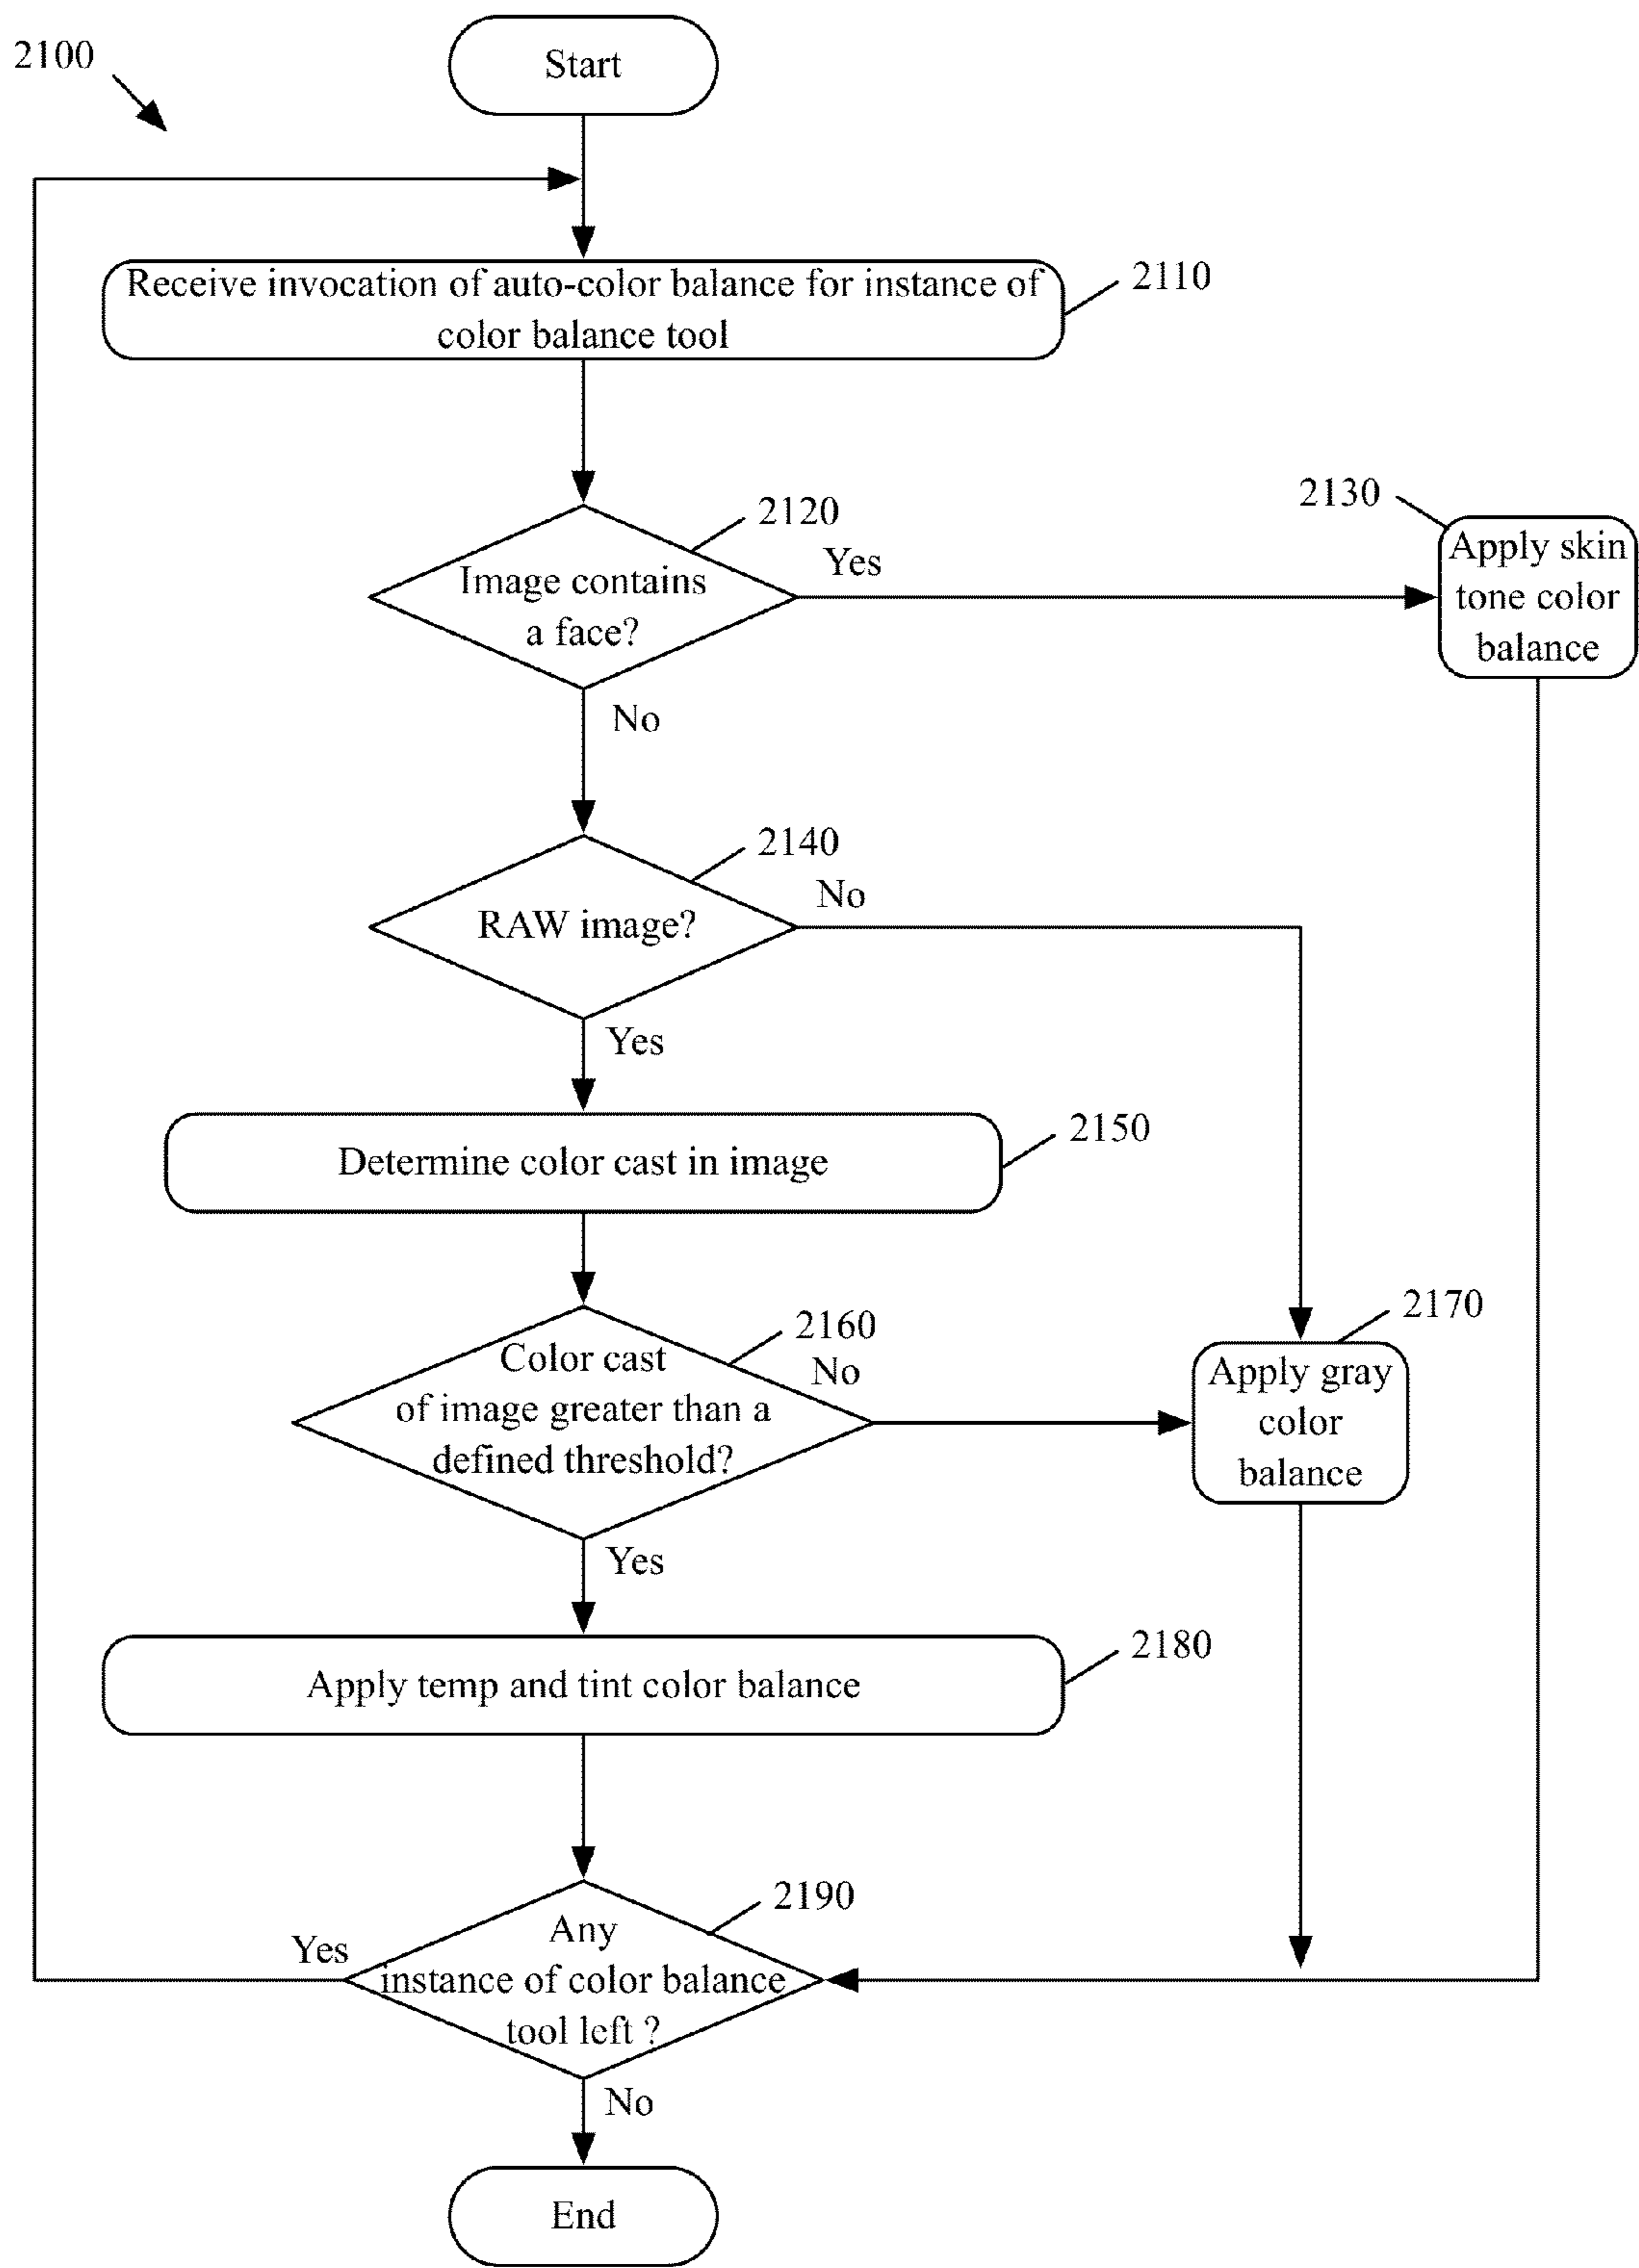 2100
Start
Receive invocation of auto-color balance for instance of
color balance tool
2110
2120
Image contains
a face?
Yes
No
2130
Apply skin
tone color
balance
2140
RAW image?
No
Yes
2150
Determine color cast in image
2160
Color cast
of image greater than a
defined threshold?
No
Yes
2170
Apply gray
color
balance
2180
Apply temp and tint color balance
2190
Any
instance of color balance
tool left ?
Yes
No
End